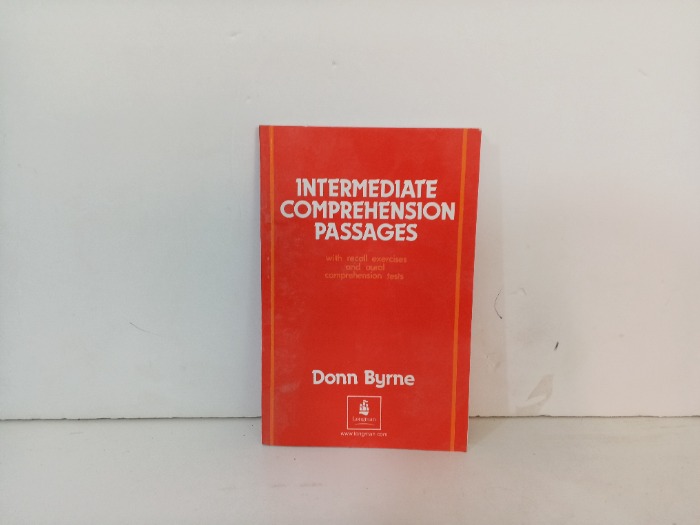 INTERMEDIATE
COMPREHENSION
PASSAGES
with recall exercises
and aural
comprehension tests
Donn Byrne
Longman
www.longman.com